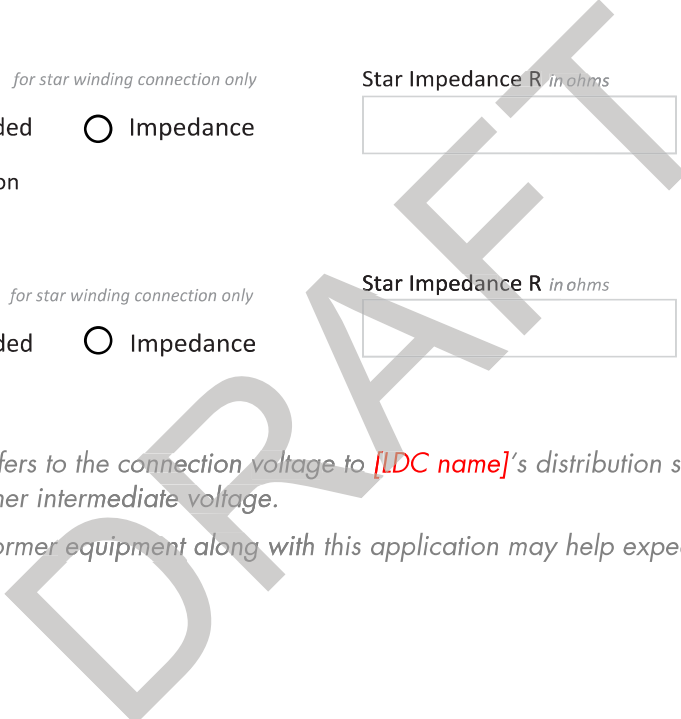 for star winding connection only
Star Impedance R in ohms
ded Impedance
on
for star winding connection only
Star Impedance R in ohms
ded Impedance
fers to the connection voltage to [LDC name]'s distribution s
her intermediate voltage.
ormer equipment along with this application may help expe
DRAFT